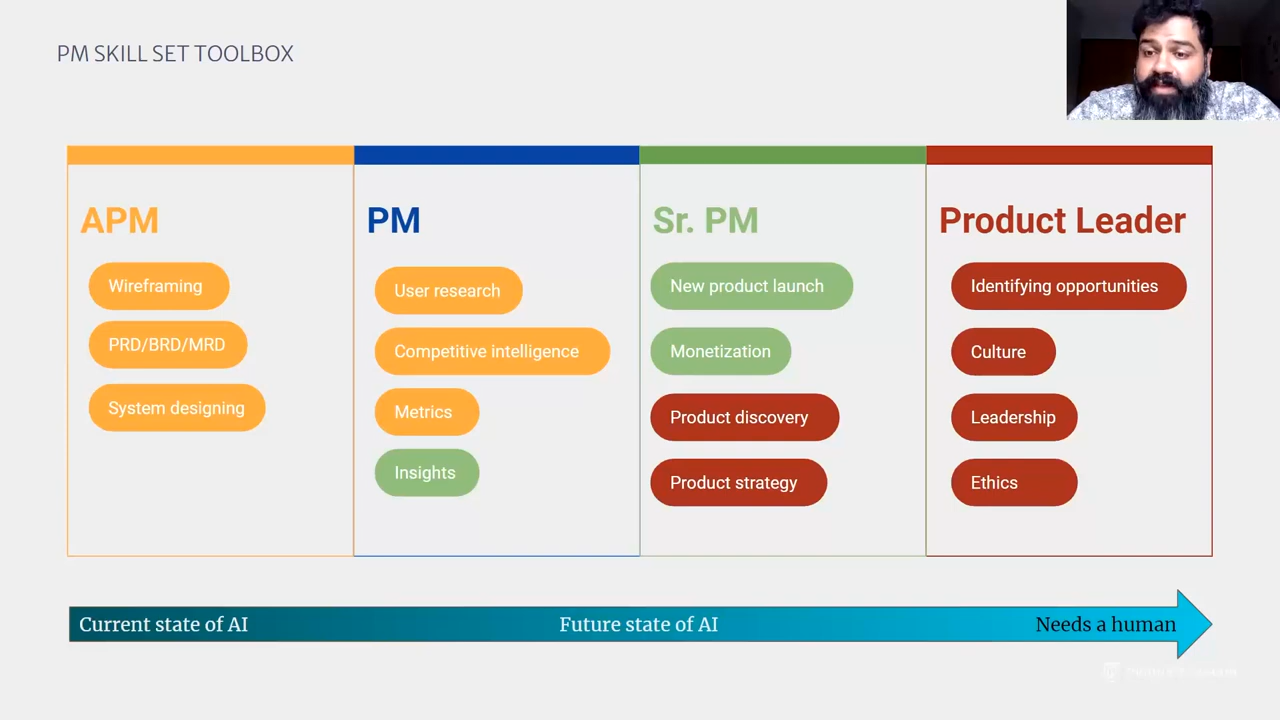 PM SKILL SET TOOLBOX
APM
Wireframing
PRD/BRD/MRD
System designing
PM
User research
Competitive intelligence
Metrics
Insights
Sr. PM
New product launch
Monetization
Product discovery
Product strategy
Product Leader
Identifying opportunities
Culture
Leadership
Ethics
Current state of AI
Future state of AI
Needs a human